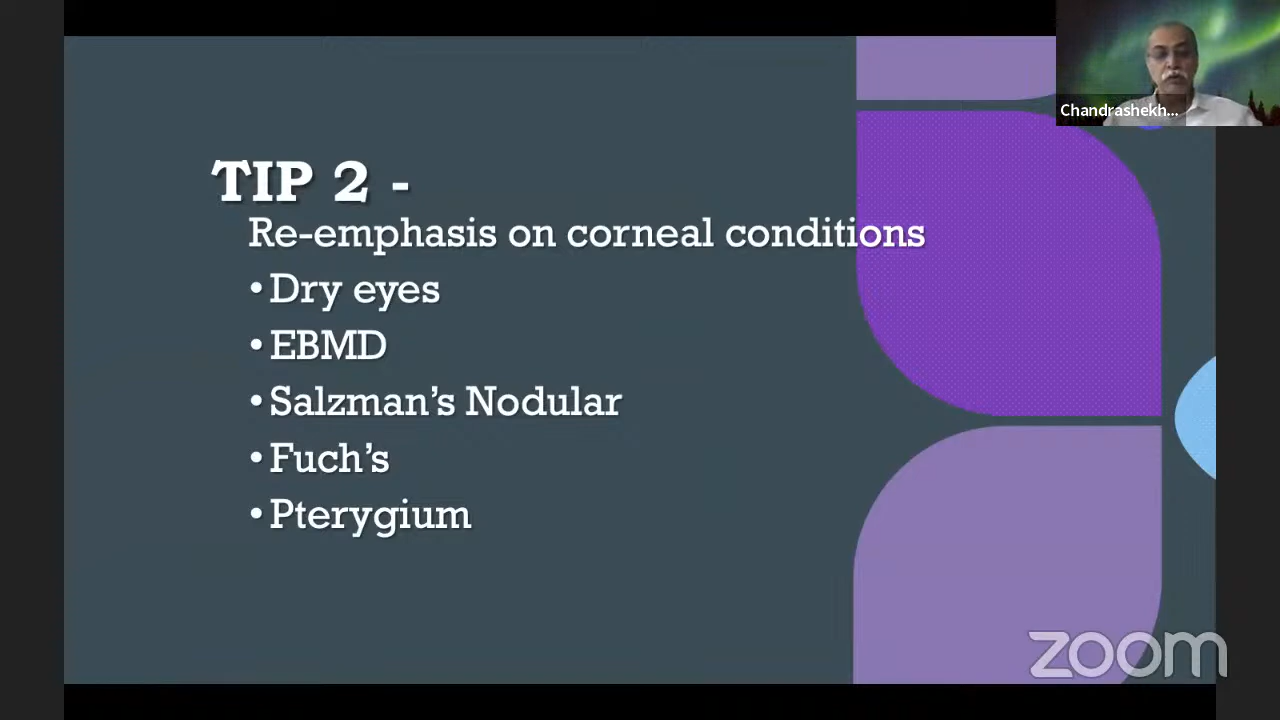 Chandrashekh...
TIP 2 -
Re-emphasis on corneal conditions
•Dry eyes
•EBMD
•Salzman’s Nodular
•Fuch’s
•Pterygium
zoom